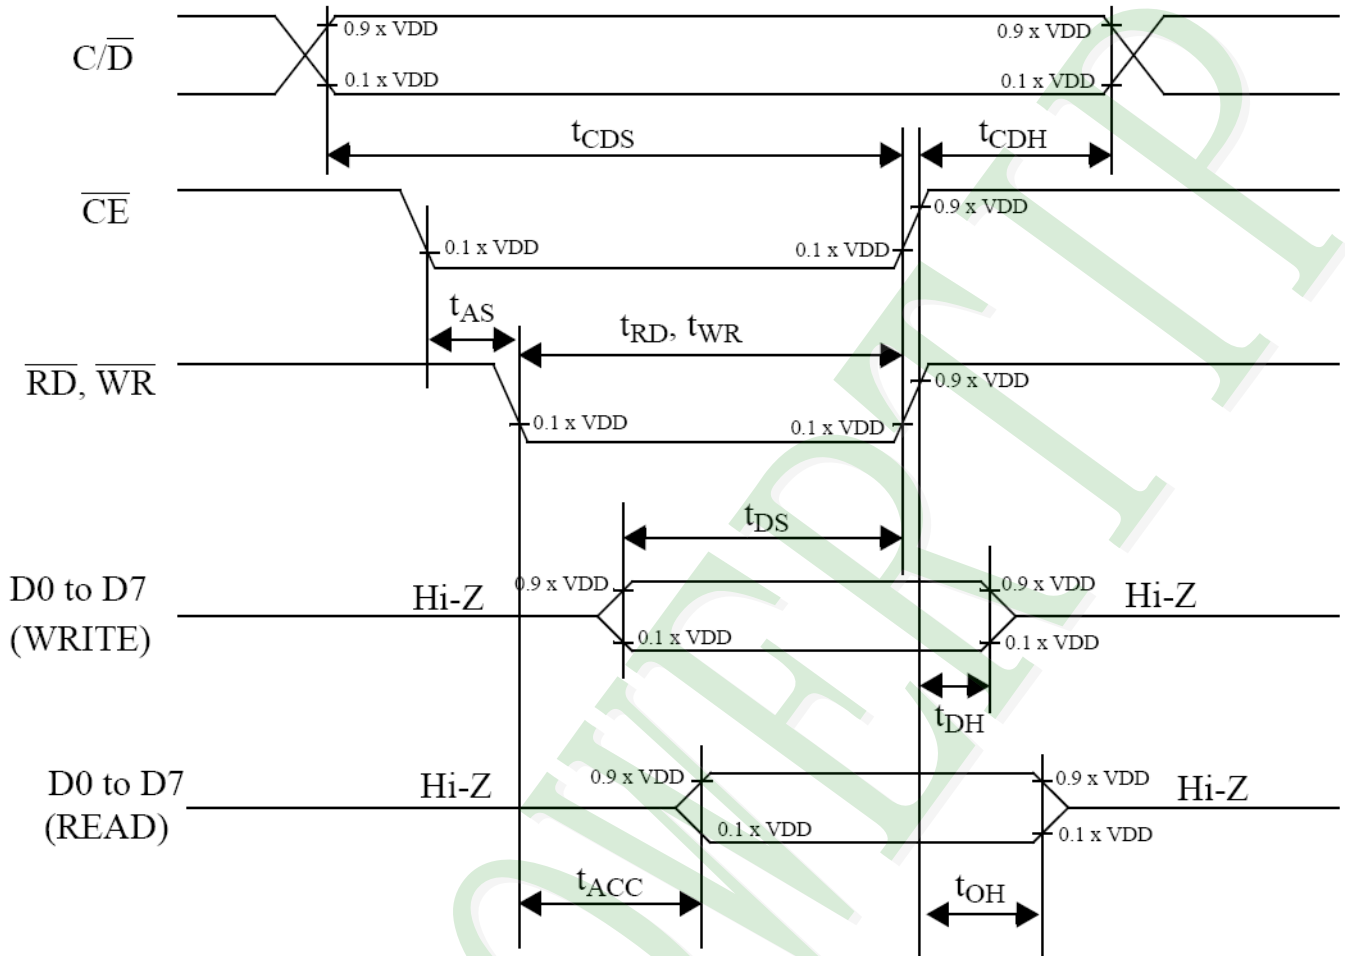 C/D̅
0.9 x VDD 0.9 x VDD
0.1 x VDD 0.1 x VDD
tCDS tCDH
C̅E̅
0.9 x VDD
0.1 x VDD 0.1 x VDD
tAS tRD, tWR
R̅D̅, W̅R̅
0.9 x VDD
0.1 x VDD 0.1 x VDD
tDS
D0 to D7
(WRITE)
Hi-Z
0.9 x VDD 0.9 x VDD
Hi-Z
0.1 x VDD 0.1 x VDD
tDH
D0 to D7
(READ)
Hi-Z
0.9 x VDD 0.9 x VDD
Hi-Z
0.1 x VDD 0.1 x VDD
tACC tOH
OWERTIP